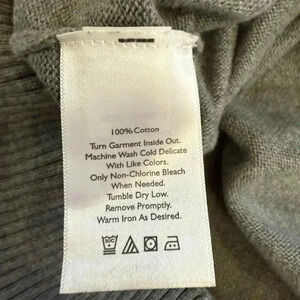 100% Cotton
Turn Garment Inside Out.
Machine Wash Cold Delicate
With Like Colors.
Only Non-Chlorine Bleach
When Needed.
Tumble Dry Low.
Remove Promptly.
Warm Iron As Desired.